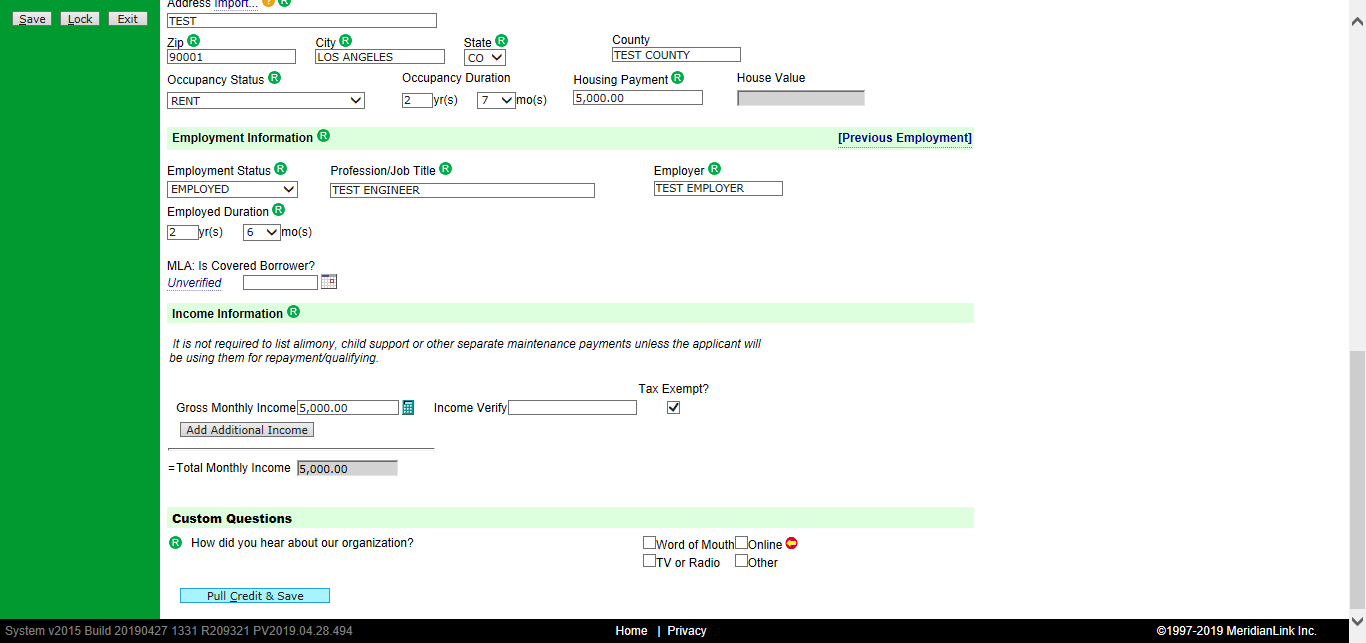 Address Import... ? R
Save Lock Exit
TEST
Zip R City R State R County
90001 LOS ANGELES CO TEST COUNTY
Occupancy Status R Occupancy Duration Housing Payment R House Value
RENT 2 yr(s) 7 mo(s) 5,000.00
Employment Information R [Previous Employment]
Employment Status R Profession/Job Title R Employer R
EMPLOYED TEST ENGINEER TEST EMPLOYER
Employed Duration R
2 yr(s) 6 mo(s)
MLA: Is Covered Borrower?
Unverified
Income Information R
It is not required to list alimony, child support or other separate maintenance payments unless the applicant will
be using them for repayment/qualifying.
Tax Exempt?
Gross Monthly Income 5,000.00 Income Verify
Add Additional Income
=Total Monthly Income 5,000.00
Custom Questions
R How did you hear about our organization? Word of Mouth Online
TV or Radio Other
Pull Credit & Save
System v2015 Build 20190427 1331 R209321 PV2019.04.28.494 Home | Privacy ©1997-2019 MeridianLink Inc.